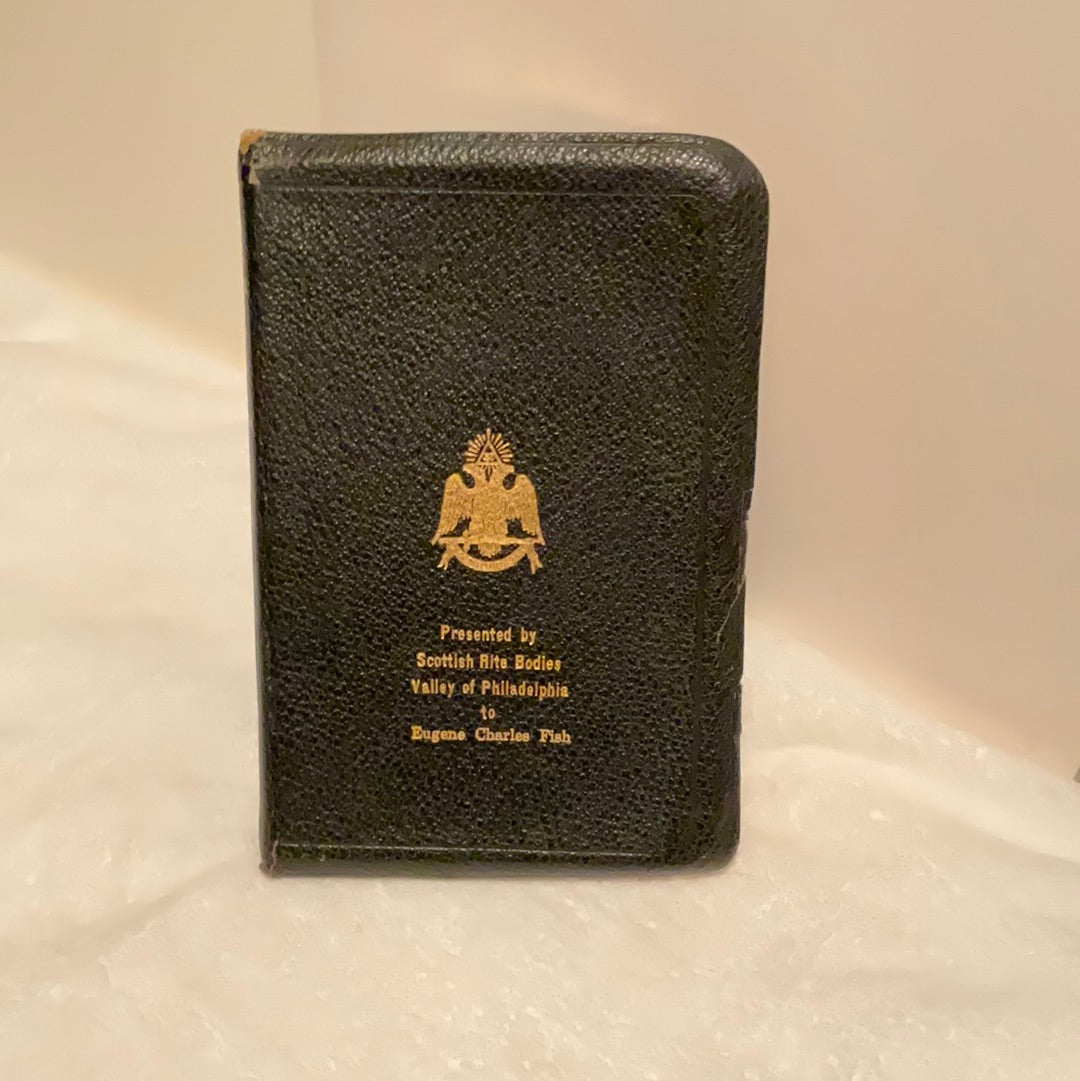 Presented by
Scottish Rite Bodies
Valley of Philadelphia
to
Eugene Charles Fish